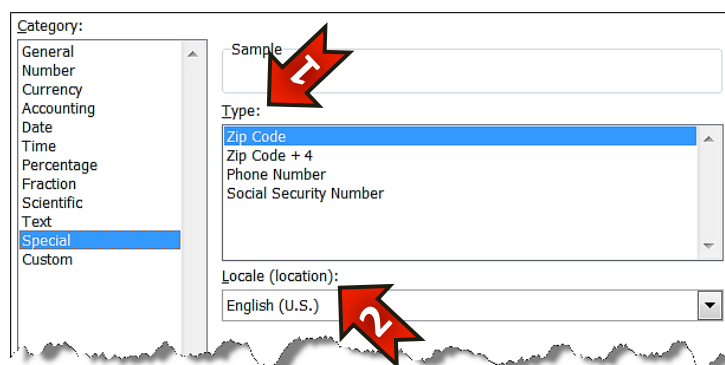 Category:
General
Number
Currency
Accounting
Date
Time
Percentage
Fraction
Scientific
Text
Special
Custom
Sample
1
Type:
Zip Code
Zip Code + 4
Phone Number
Social Security Number
Locale (location):
English (U.S.)
2